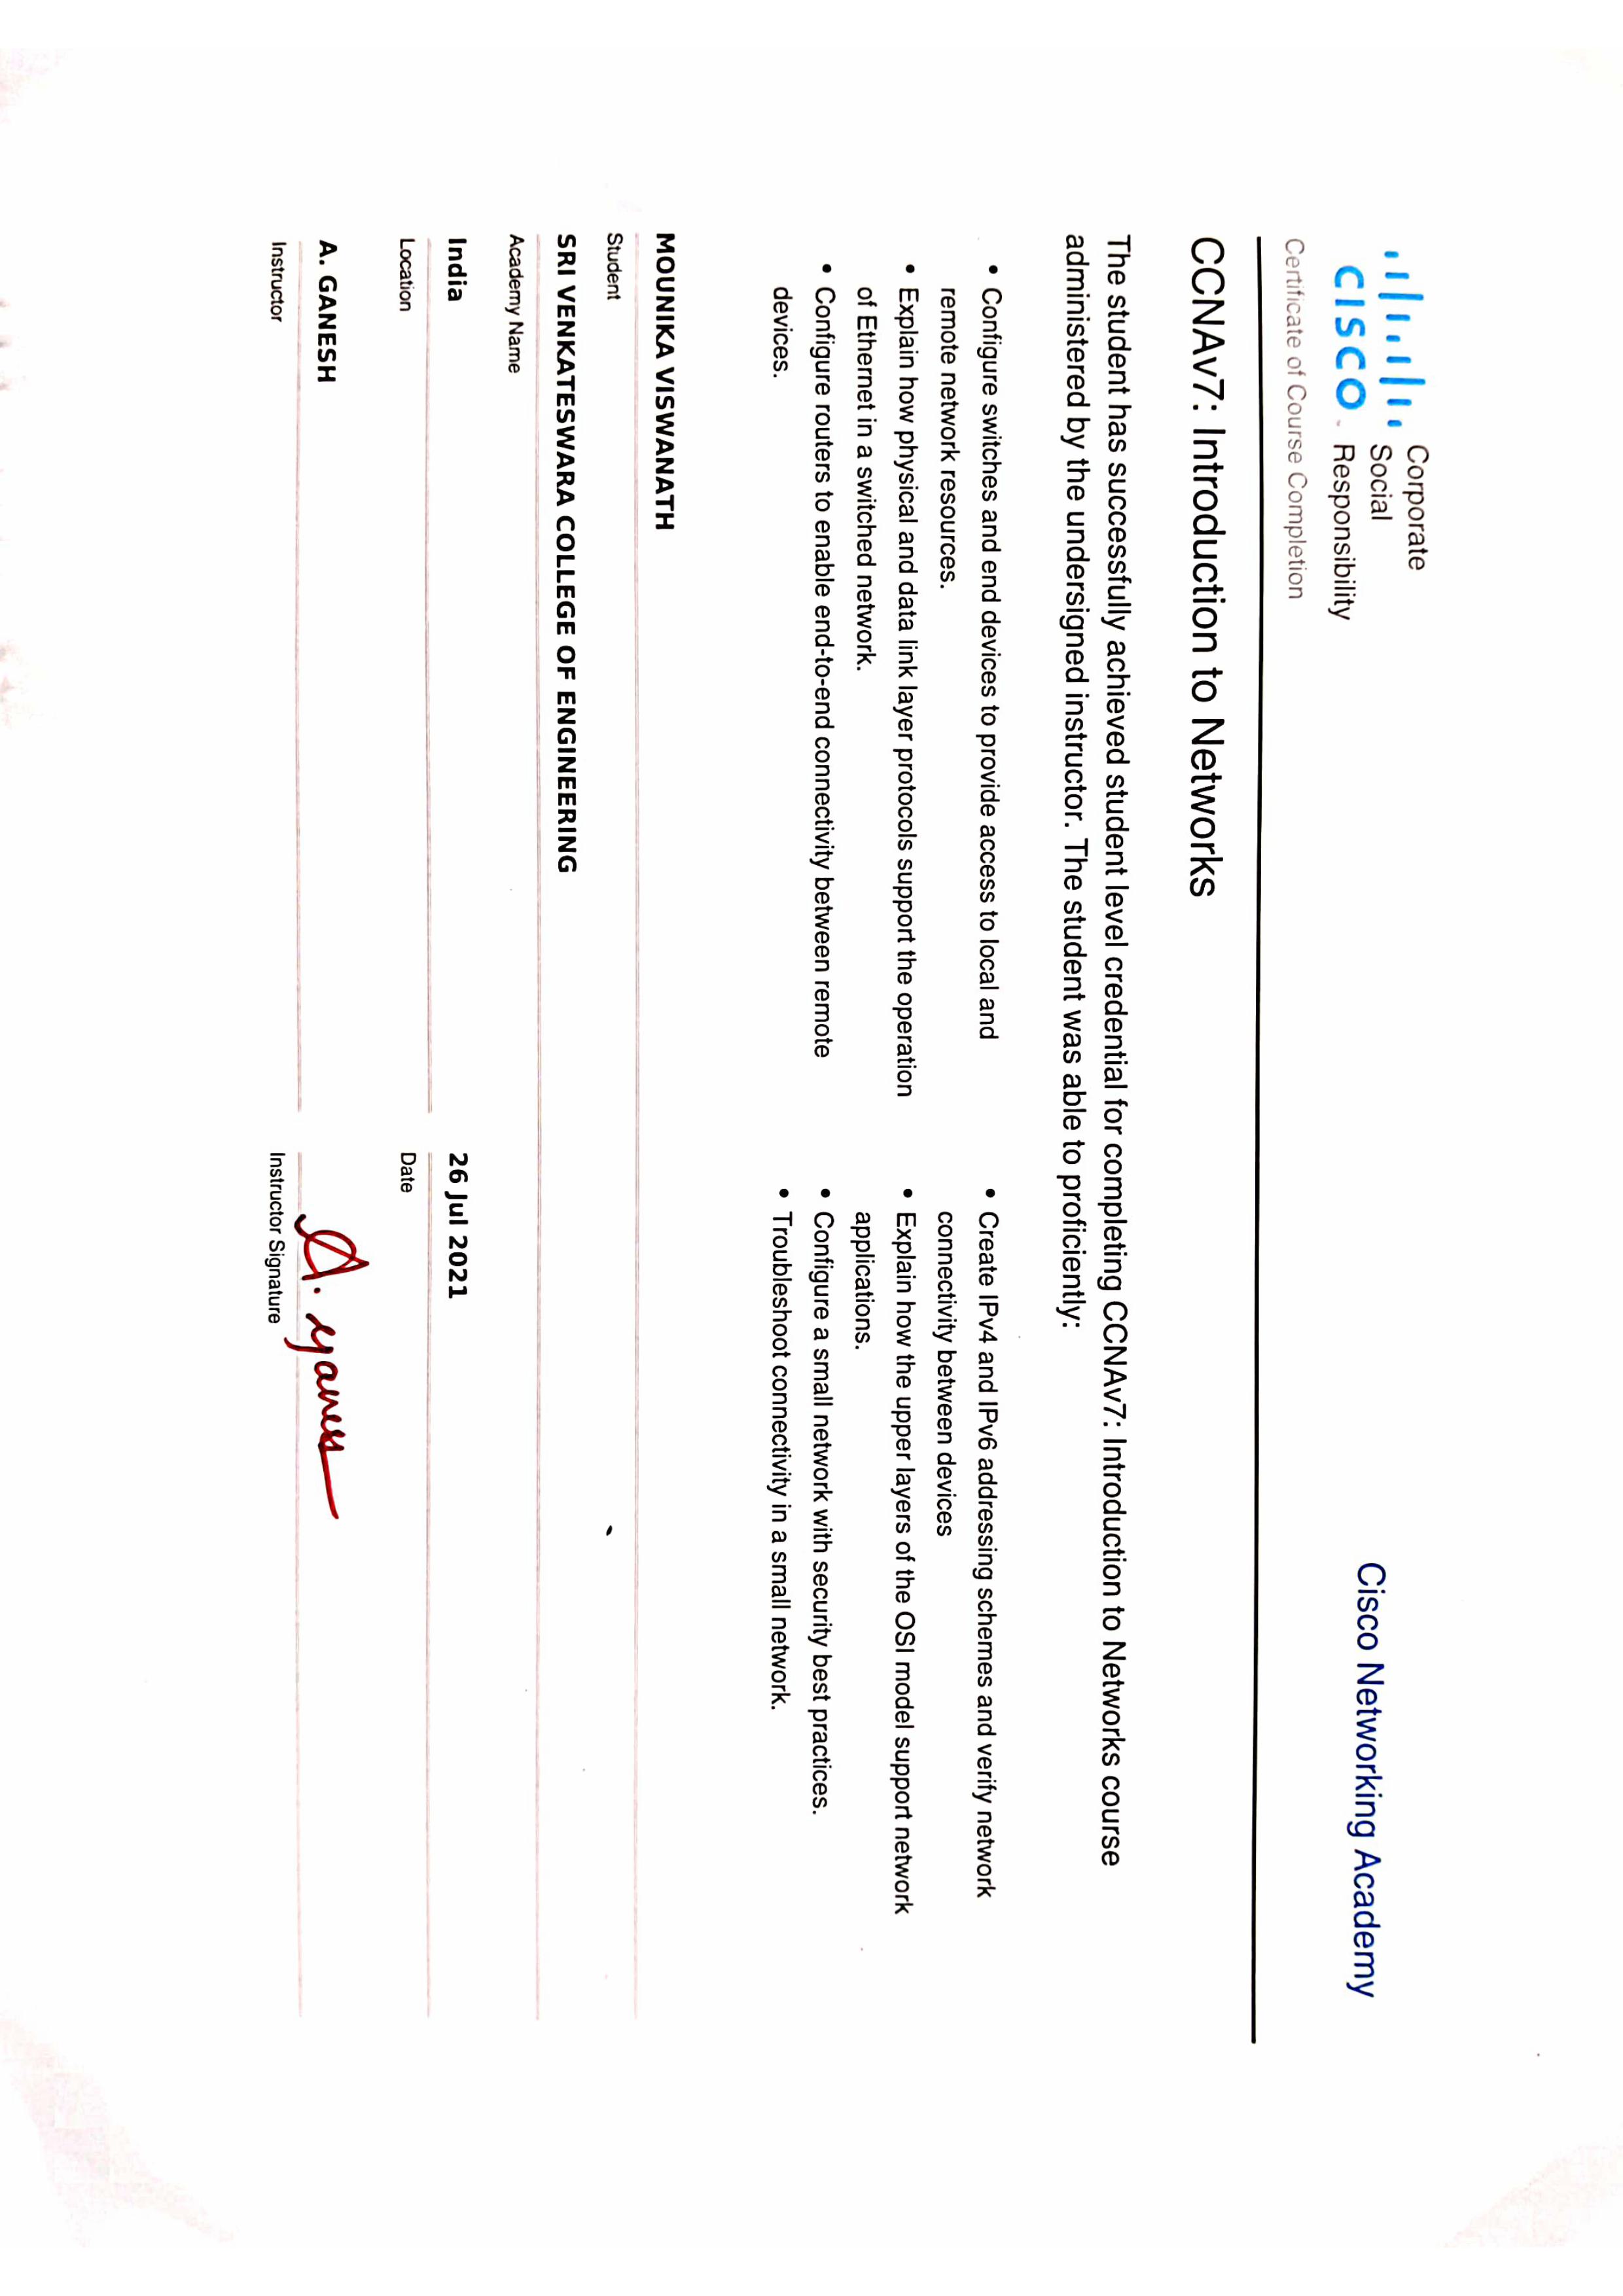 Corporate
Social
Responsibility
CISCO
Cisco Networking Academy
Certificate of Course Completion
CCNAv7: Introduction to Networks
The student has successfully achieved student level credential for completing CCNAv7: Introduction to Networks course
administered by the undersigned instructor. The student was able to proficiently:
• Configure switches and end devices to provide access to local and
remote network resources.
• Explain how physical and data link layer protocols support the operation
of Ethernet in a switched network.
• Configure routers to enable end-to-end connectivity between remote
devices.
• Create IPv4 and IPv6 addressing schemes and verify network
connectivity between devices
• Explain how the upper layers of the OSI model support network
applications.
• Configure a small network with security best practices.
• Troubleshoot connectivity in a small network.
MOUNIKA VISWANATH
Student
SRI VENKATESWARA COLLEGE OF ENGINEERING
Academy Name
India
Location
26 Jul 2021
Date
A. GANESH
Instructor
A.
Instructor Signature